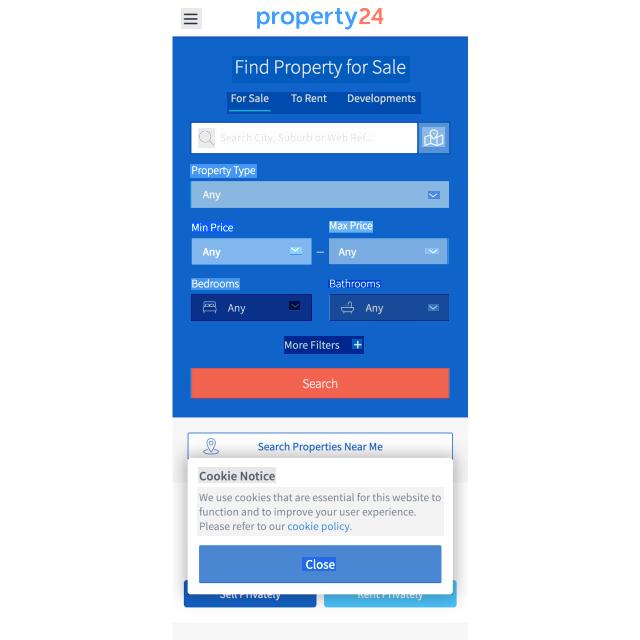 property24
Find Property for Sale
For Sale To Rent Developments
Search City, Suburb or Web Ref...
Property Type
Any
Min Price Max Price
Any – Any
Bedrooms Bathrooms
Any Any
More Filters +
Search
Search Properties Near Me
Cookie Notice
We use cookies that are essential for this website to
function and to improve your user experience.
Please refer to our cookie policy.
Close
Sell Privately Rent Privately